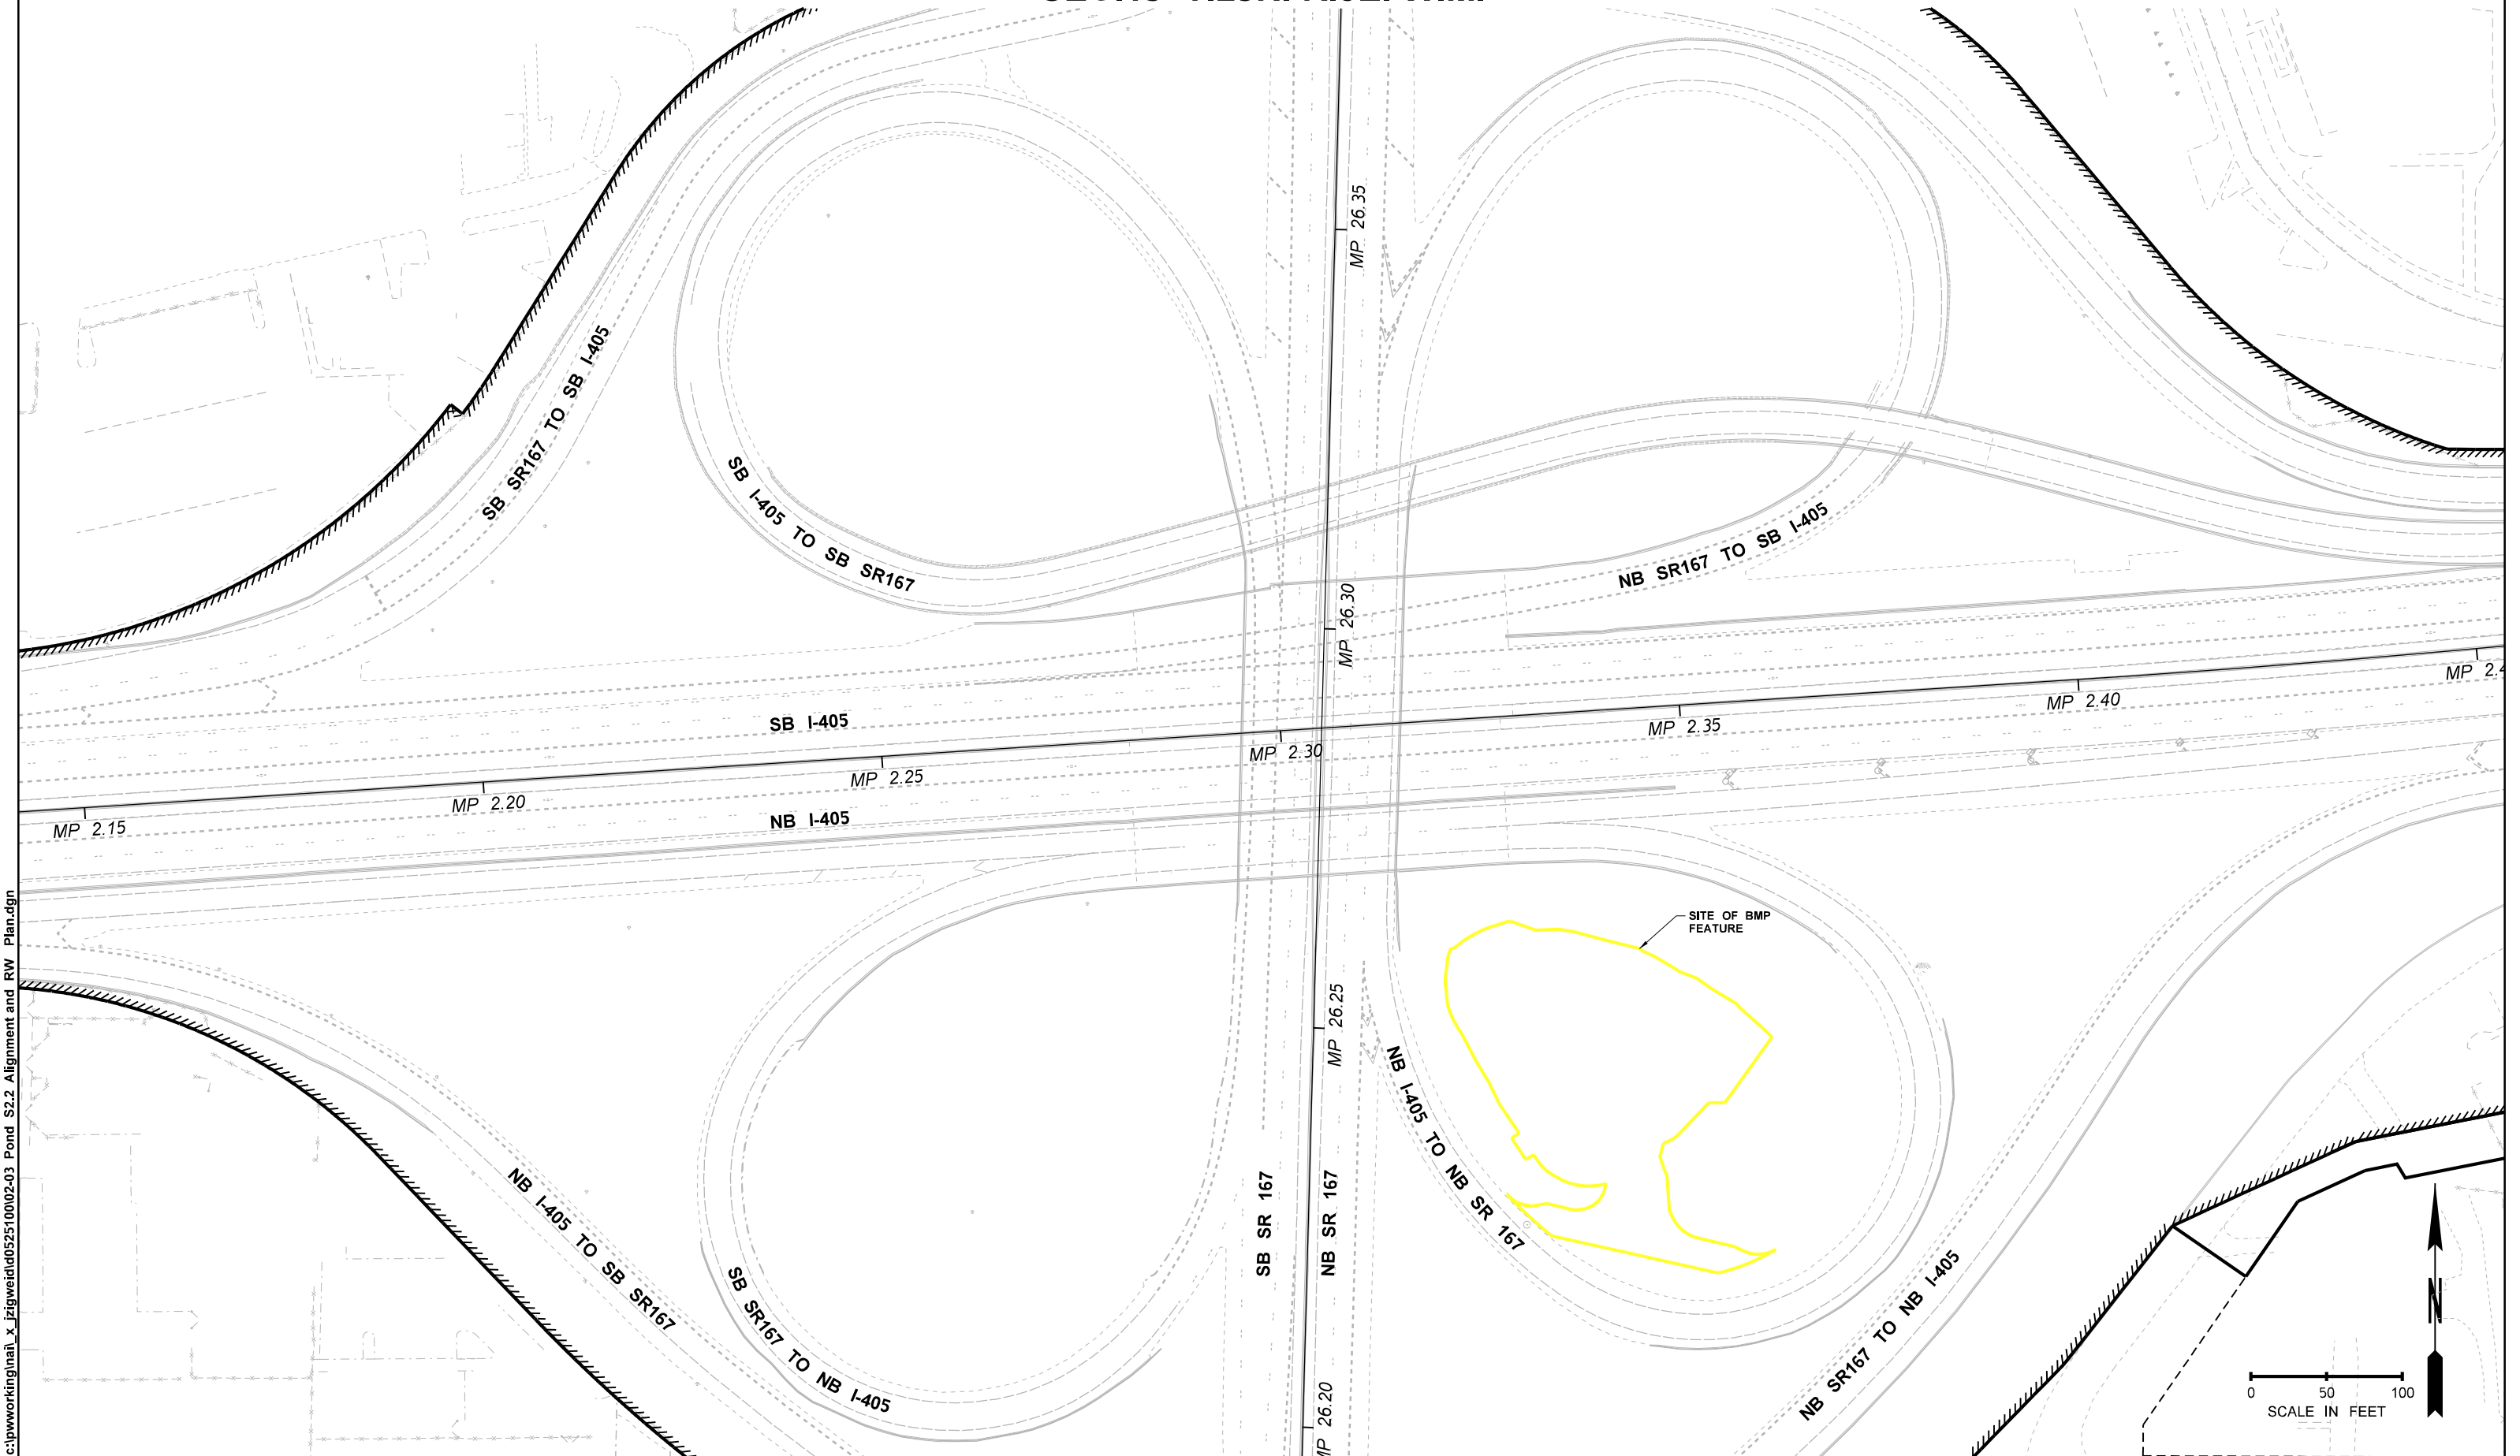 MP 26.35
SB SR167 TO SB I-405
SB I-405 TO SB SR167
NB SR167 TO SB I-405
MP 26.30
SB I-405
MP 2.40
MP 2.35
MP 2.30
MP 2.25
MP 2.20
MP 2.15
NB I-405
SITE OF BMP
FEATURE
MP 26.25
NB I-405 TO NB SR 167
SB SR 167
NB SR 167
NB I-405 TO SB SR167
SB SR167 TO NB I-405
NB SR167 TO NB I-405
MP 26.20
N
0 50 100
SCALE IN FEET
c:\pwworking\nai\_x_jzigweid\d0525100\02-03 Pond S2.2 Alignment and RW Plan.dgn